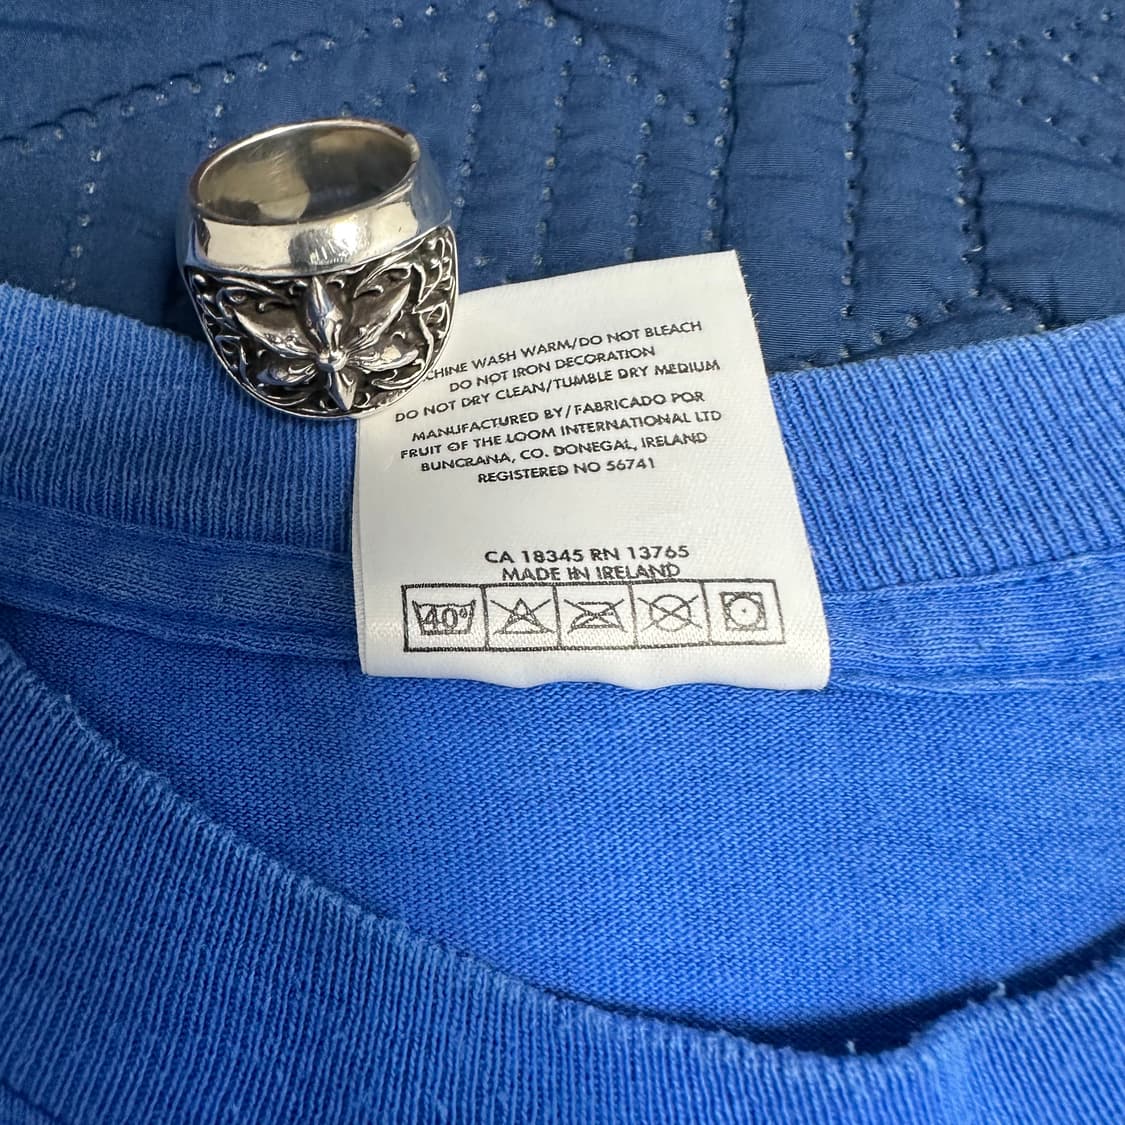 CHINE WASH WARM/DO NOT BLEACH
DO NOT IRON DECORATION
DO NOT DRY CLEAN/TUMBLE DRY MEDIUM
MANUFACTURED BY/FABRICADO POR
FRUIT OF THE LOOM INTERNATIONAL LTD
BUNCRANA, CO. DONEGAL, IRELAND
REGISTERED NO 56741
CA 18345 RN 13765
MADE IN IRELAND
40°